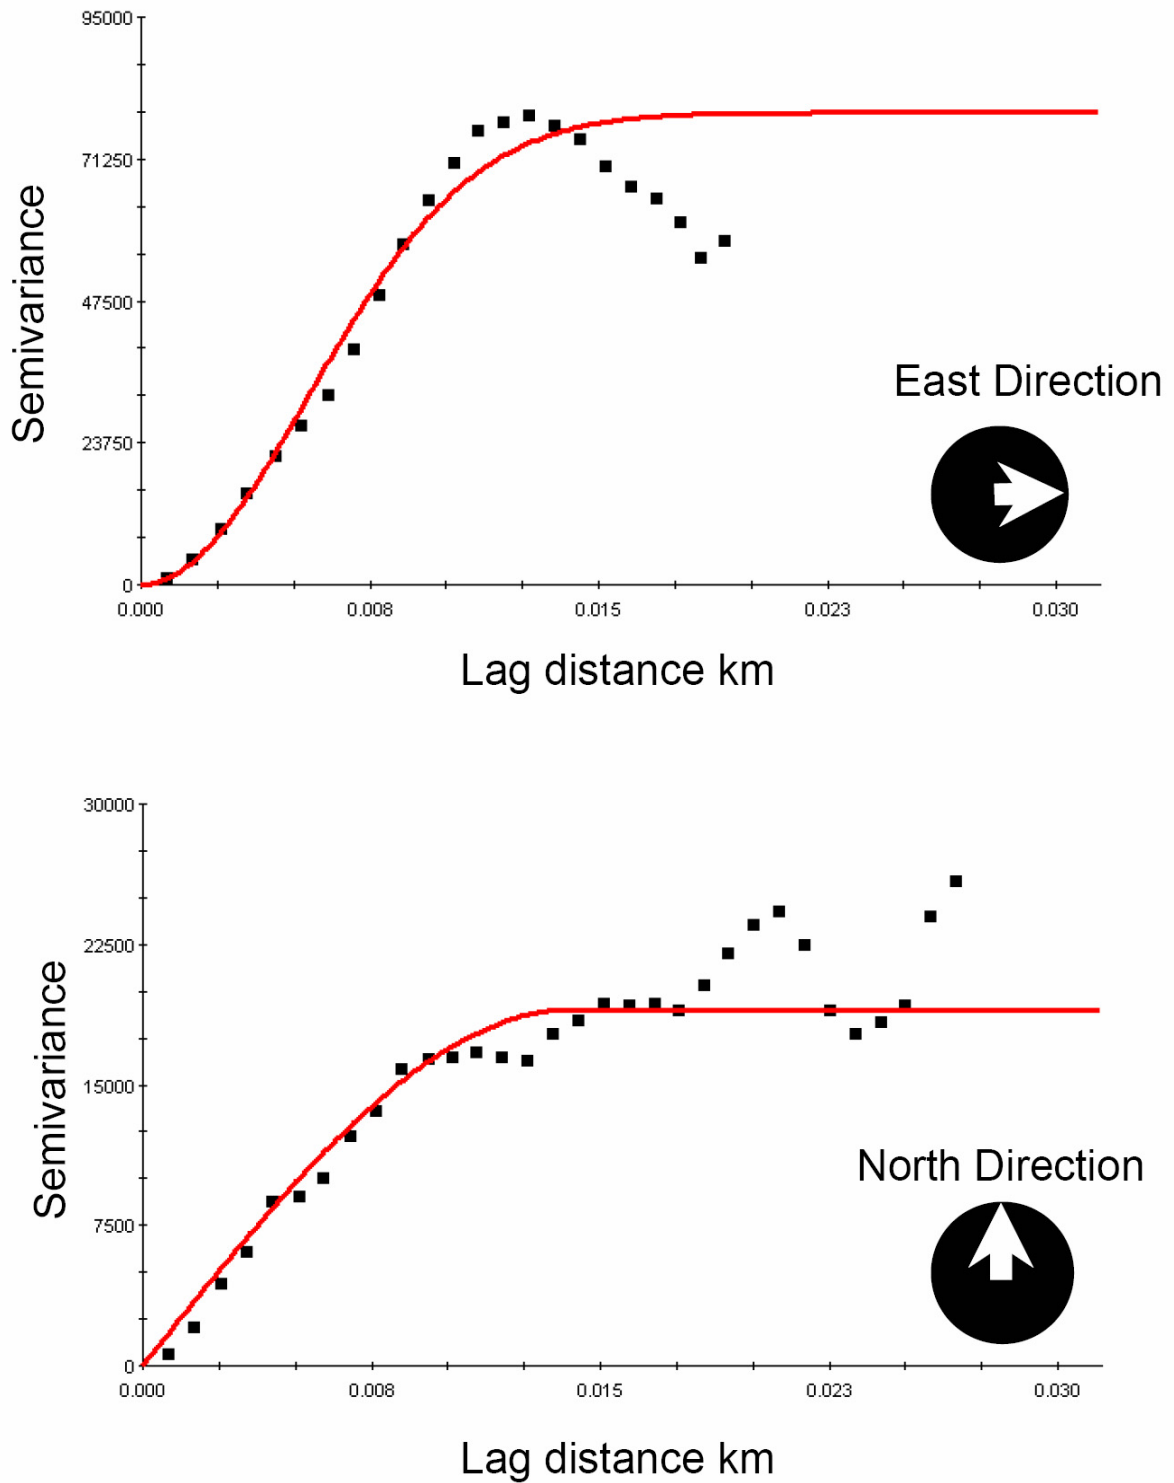 95000
71250
47500
23750
0
0.000 0.008 0.015 0.023 0.030
Semivariance
Lag distance km
East Direction
30000
22500
15000
7500
0
0.000 0.008 0.015 0.023 0.030
Semivariance
Lag distance km
North Direction